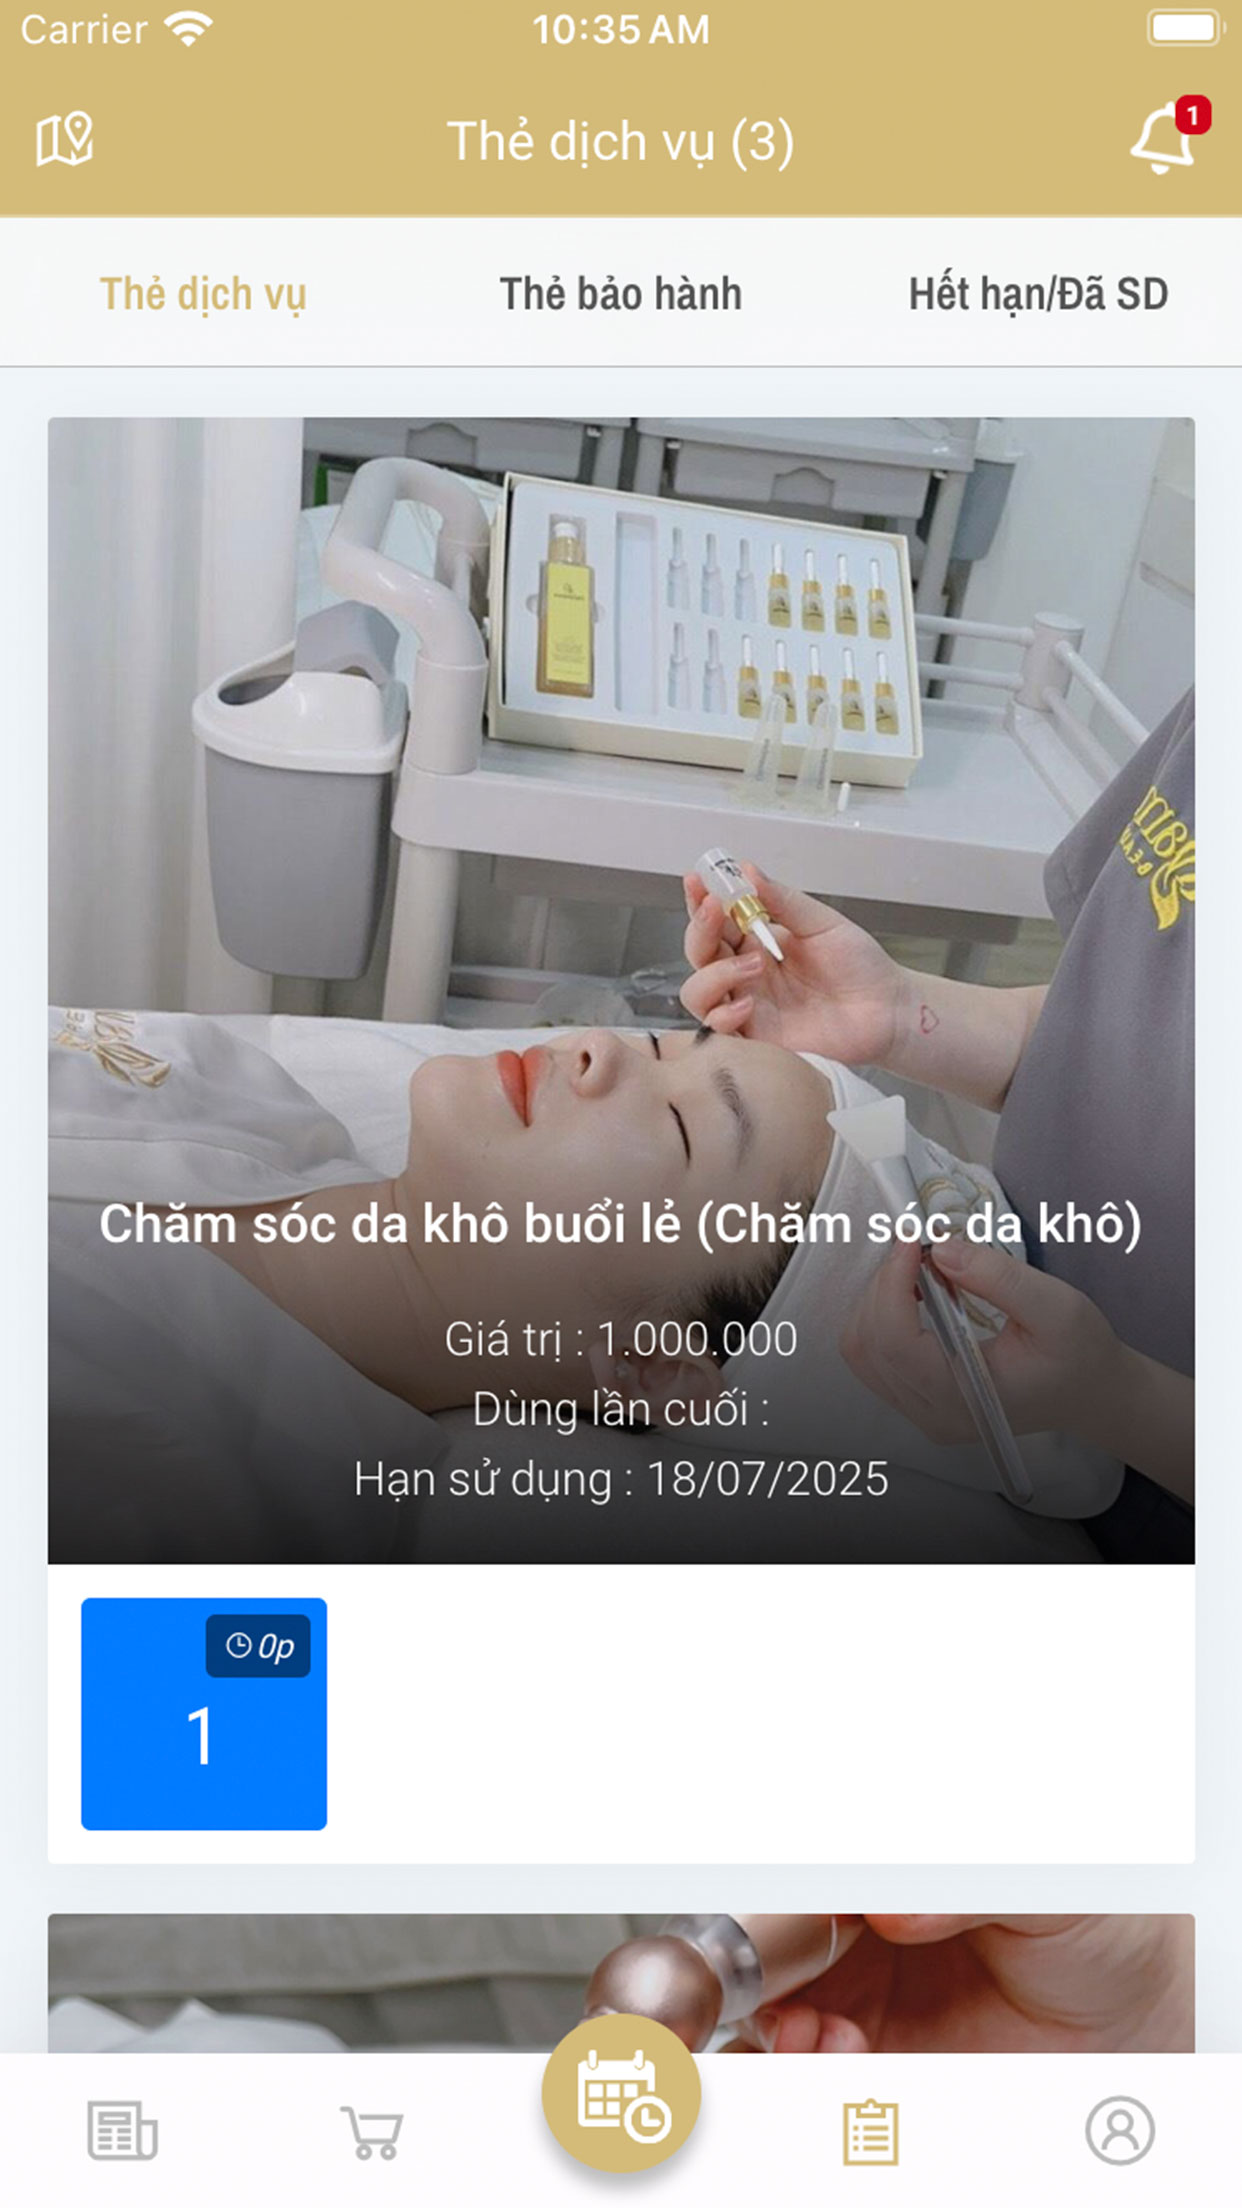 Carrier 10:35 AM
Thẻ dịch vụ (3)
1
Thẻ dịch vụ Thẻ bảo hành Hết hạn/Đã SD
Chăm sóc da khô buổi lẻ (Chăm sóc da khô)
Giá trị : 1.000.000
Dùng lần cuối :
Hạn sử dụng : 18/07/2025
0p
1